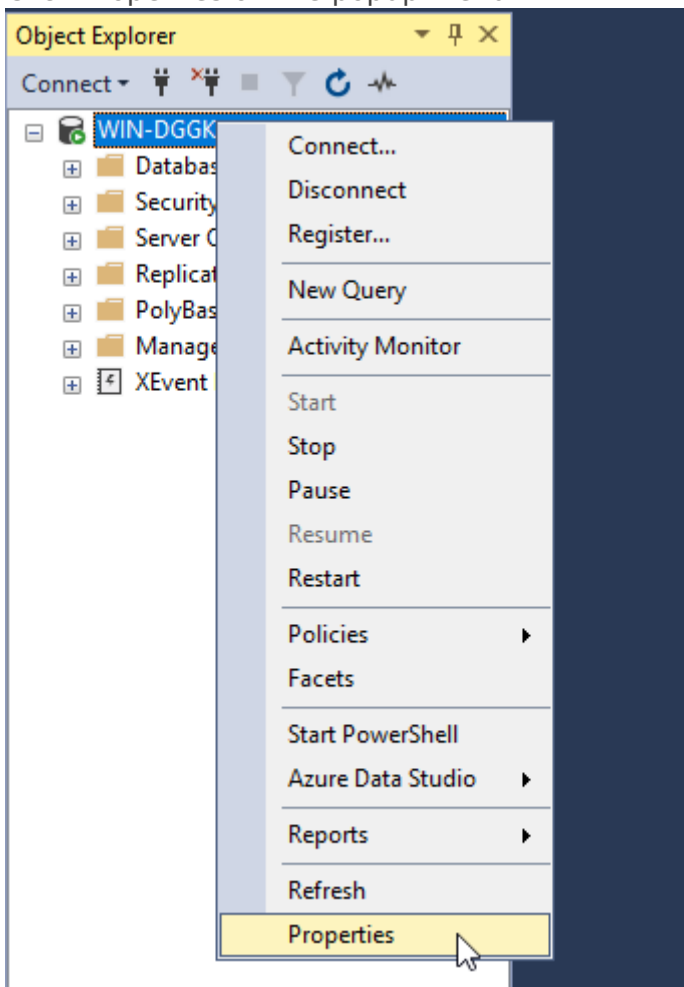 Object Explorer
Connect
WIN-DGGK
Databas
Security
Server
Replicat
PolyBas
Manage
XEvent
Connect...
Disconnect
Register...
New Query
Activity Monitor
Start
Stop
Pause
Resume
Restart
Policies
Facets
Start PowerShell
Azure Data Studio
Reports
Refresh
Properties